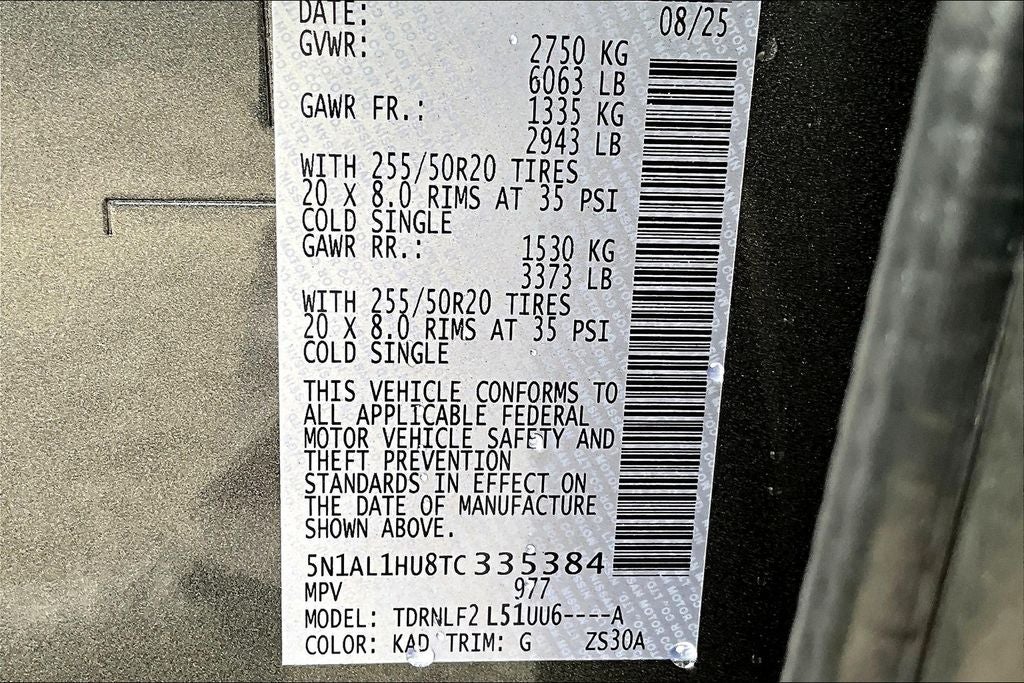 DATE: 08/25
GVWR: 2750 KG
6063 LB
GAWR FR.: 1335 KG
2943 LB
WITH 255/50R20 TIRES
20 X 8.0 RIMS AT 35 PSI
COLD SINGLE
GAWR RR.: 1530 KG
3373 LB
WITH 255/50R20 TIRES
20 X 8.0 RIMS AT 35 PSI
COLD SINGLE
THIS VEHICLE CONFORMS TO
ALL APPLICABLE FEDERAL
MOTOR VEHICLE SAFETY AND
THEFT PREVENTION
STANDARDS IN EFFECT ON
THE DATE OF MANUFACTURE
SHOWN ABOVE.
5N1AL1HU8TC335384
MPV 977
MODEL: TDRNLF2 L51UU6----A
COLOR: KAD TRIM: G ZS30A